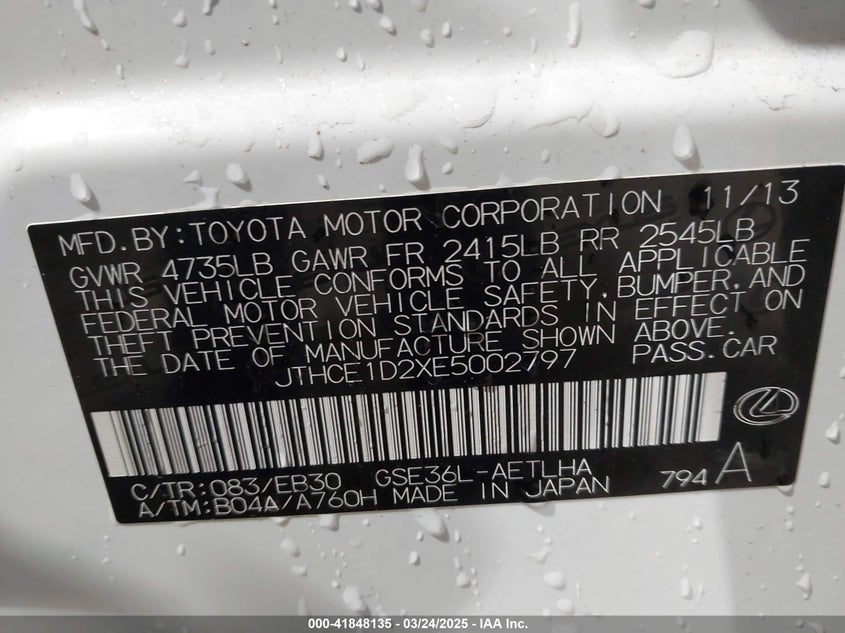 MFD.BY:TOYOTA MOTOR CORPORATION 11/13
GVWR 4735LB GAWR FR 2415LB RR 2545LB
THIS VEHICLE CONFORMS TO ALL APPLICABLE
FEDERAL MOTOR VEHICLE SAFETY,BUMPER,AND
THEFT PREVENTION STANDARDS IN EFFECT ON
THE DATE OF MANUFACTURE SHOWN ABOVE.
JTHCE1D2XE5002797 PASS.CAR
C/TR:083/EB30 GSE36L-AETLHA
A/TM:B04A/A760H MADE IN JAPAN 794 A
000-41848135 - 03/24/2025 - IAA, Inc.